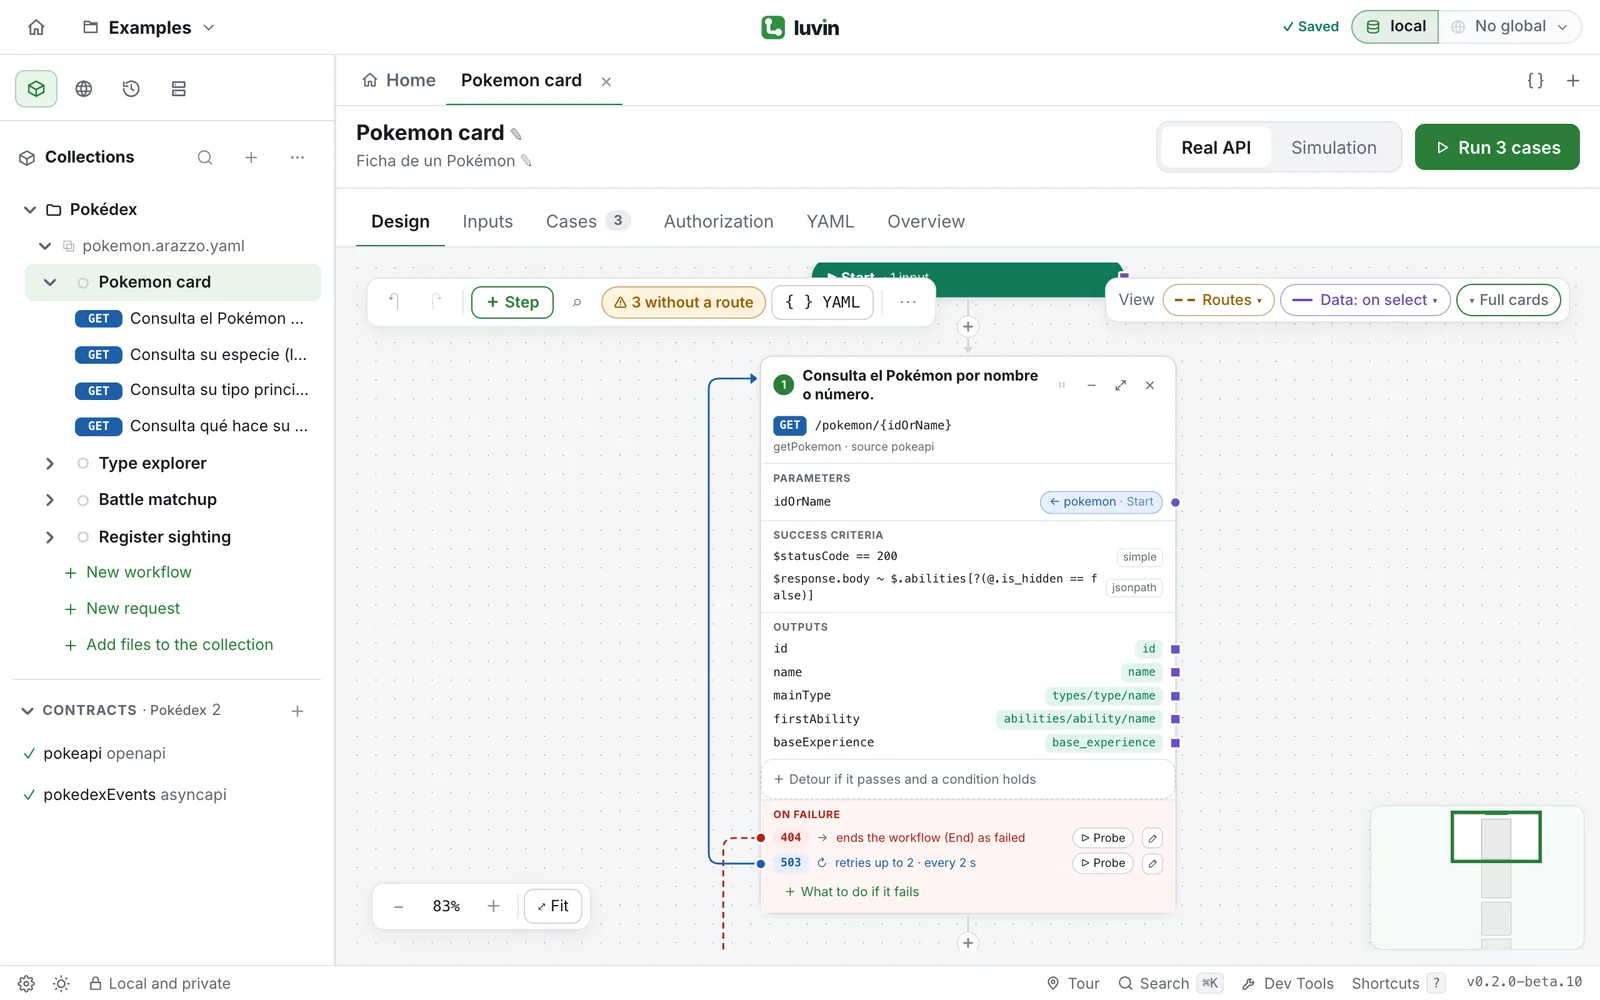 Examples
luvin
Saved
local
No global
Home
Pokemon card
Pokemon card
Ficha de un Pokémon
Real API
Simulation
Run 3 cases
Collections
Pokédex
pokemon.arazzo.yaml
Pokemon card
GET Consulta el Pokémon ...
GET Consulta su especie (l...
GET Consulta su tipo princi...
GET Consulta qué hace su ...
Type explorer
Battle matchup
Register sighting
+ New workflow
+ New request
+ Add files to the collection
CONTRACTS · Pokédex 2
pokeapi openapi
pokedexEvents asyncapi
Design
Inputs
Cases 3
Authorization
YAML
Overview
Start · 1 input
+ Step
3 without a route
{ } YAML
View
Routes
Data: on select
Full cards
1 Consulta el Pokémon por nombre
o número.
GET /pokemon/{idOrName}
getPokemon · source pokeapi
PARAMETERS
idOrName ← pokemon · Start
SUCCESS CRITERIA
$statusCode == 200 simple
$response.body ~ $.abilities[?(@.is_hidden == f
alse)] jsonpath
OUTPUTS
id id
name name
mainType types/type/name
firstAbility abilities/ability/name
baseExperience base_experience
+ Detour if it passes and a condition holds
ON FAILURE
404 → ends the workflow (End) as failed Probe
503 retries up to 2 · every 2 s Probe
+ What to do if it fails
− 83% + Fit
Local and private
Tour
Search ⌘K
Dev Tools
Shortcuts ?
v0.2.0-beta.10